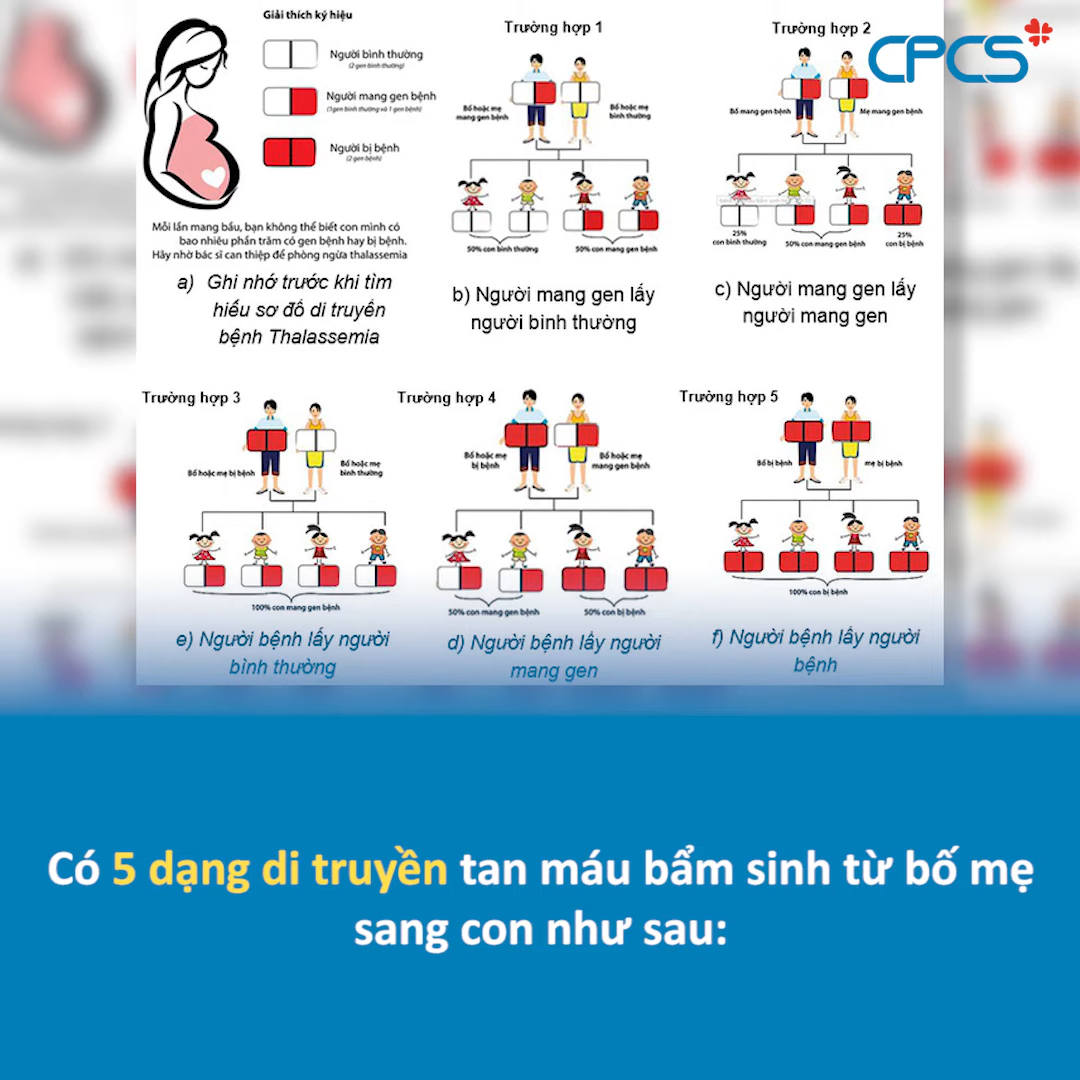 CPCS
Giải thích ký hiệu
Người bình thường
(2 gen bình thường)
Người mang gen bệnh
(1 gen bình thường và 1 gen bệnh)
Người bị bệnh
(2 gen bệnh)
Mỗi lần mang bầu, bạn không thể biết con mình có
bao nhiêu phần trăm có gen bệnh hay bị bệnh.
Hãy nhờ bác sĩ can thiệp để phòng ngừa thalassemia
a) Ghi nhớ trước khi tìm
hiểu sơ đồ di truyền
bệnh Thalassemia
Trường hợp 1
Bố hoặc mẹ
mang gen bệnh
Bố hoặc mẹ
bình thường
50% con bình thường
50% con mang gen bệnh
b) Người mang gen lấy
người bình thường
Trường hợp 2
Bố mang gen bệnh
Mẹ mang gen bệnh
25%
con bình thường
50% con mang gen bệnh
25%
con bị bệnh
c) Người mang gen lấy
người mang gen
Trường hợp 3
Bố hoặc mẹ bị bệnh
Bố hoặc mẹ
bình thường
100% con mang gen bệnh
e) Người bệnh lấy người
bình thường
Trường hợp 4
Bố hoặc mẹ
bị bệnh
Bố hoặc mẹ
mang gen bệnh
50% con mang gen bệnh
50% con bị bệnh
d) Người bệnh lấy người
mang gen
Trường hợp 5
Bố bị bệnh
mẹ bị bệnh
100% con bị bệnh
f) Người bệnh lấy người
bệnh
Có 5 dạng di truyền tan máu bẩm sinh từ bố mẹ
sang con như sau: